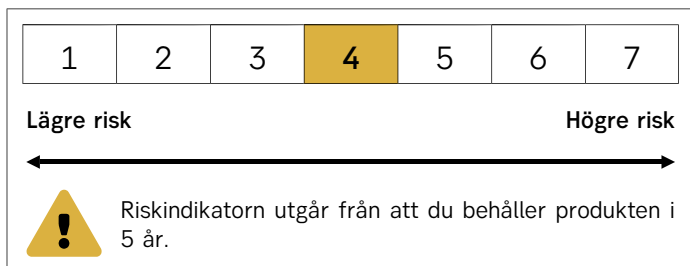 1 2 3 4 5 6 7
Lägre risk Högre risk
Riskindikatorn utgår från att du behåller produkten i
5 år.